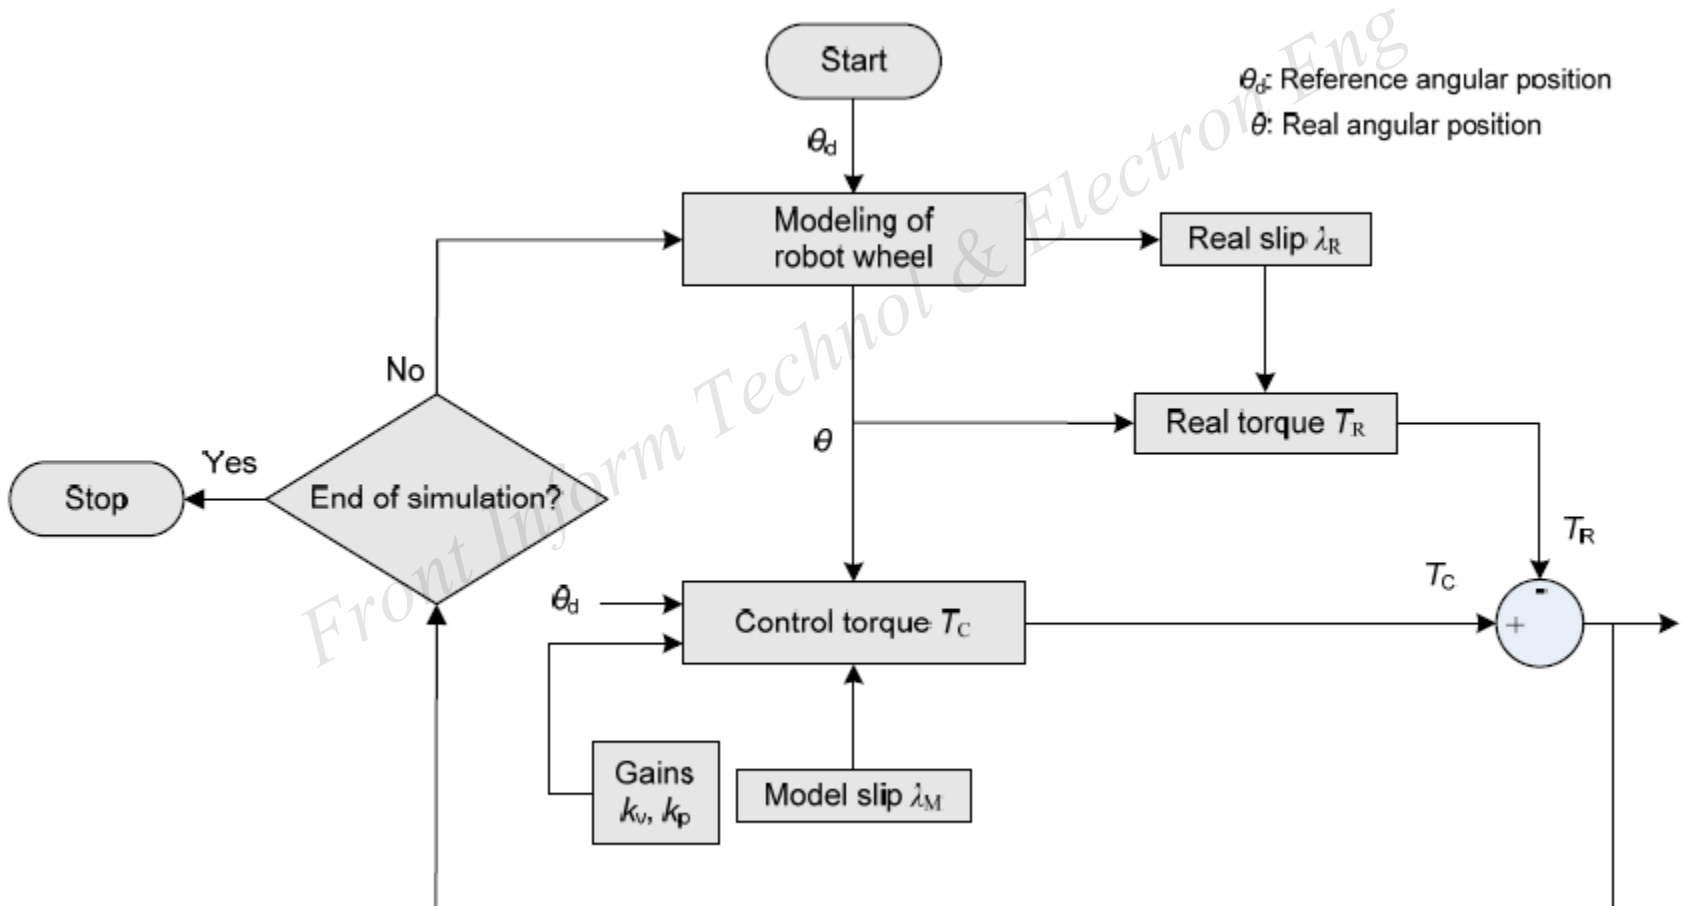 Start
θd: Reference angular position
θ: Real angular position
θd
Modeling of
robot wheel
Real slip λR
No
Real torque TR
θ
Yes
Stop
End of simulation?
TR
TC
θd
Control torque TC
+
-
Gains
kv, kp
Model slip λM
Front Inform Technol & Electron Eng